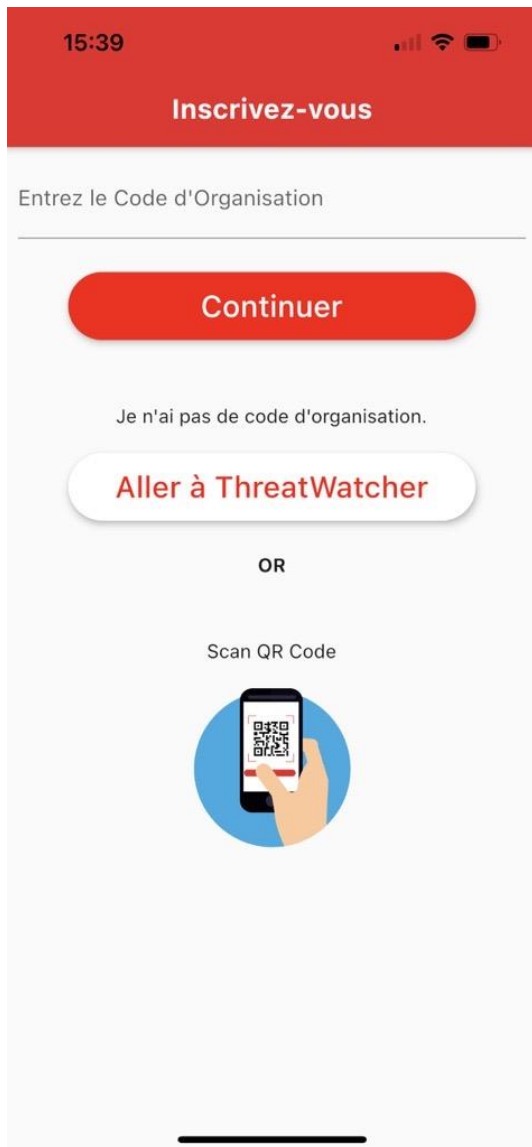 15:39
Inscrivez-vous
Entrez le Code d'Organisation
Continuer
Je n'ai pas de code d'organisation.
Aller à ThreatWatcher
OR
Scan QR Code